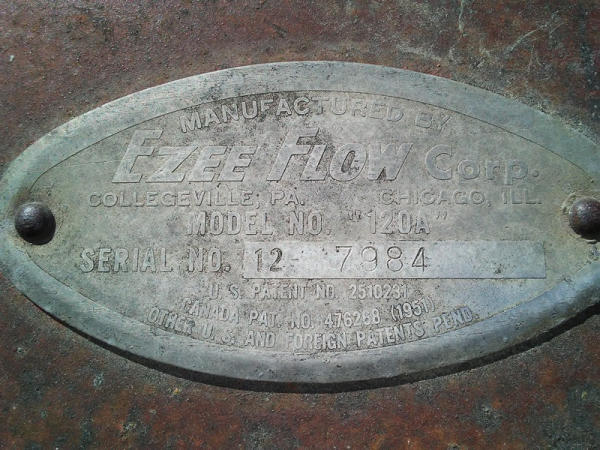 MANUFACTURED BY
EZEE FLOW Corp.
COLLEGEVILLE, PA. CHICAGO, ILL.
MODEL NO. "120A"
SERIAL NO. 12- 7984
U. S. PATENT NO. 2510231
CANADA PAT. NO. 476258 (1951)
OTHER U. S. AND FOREIGN PATENTS PEND.